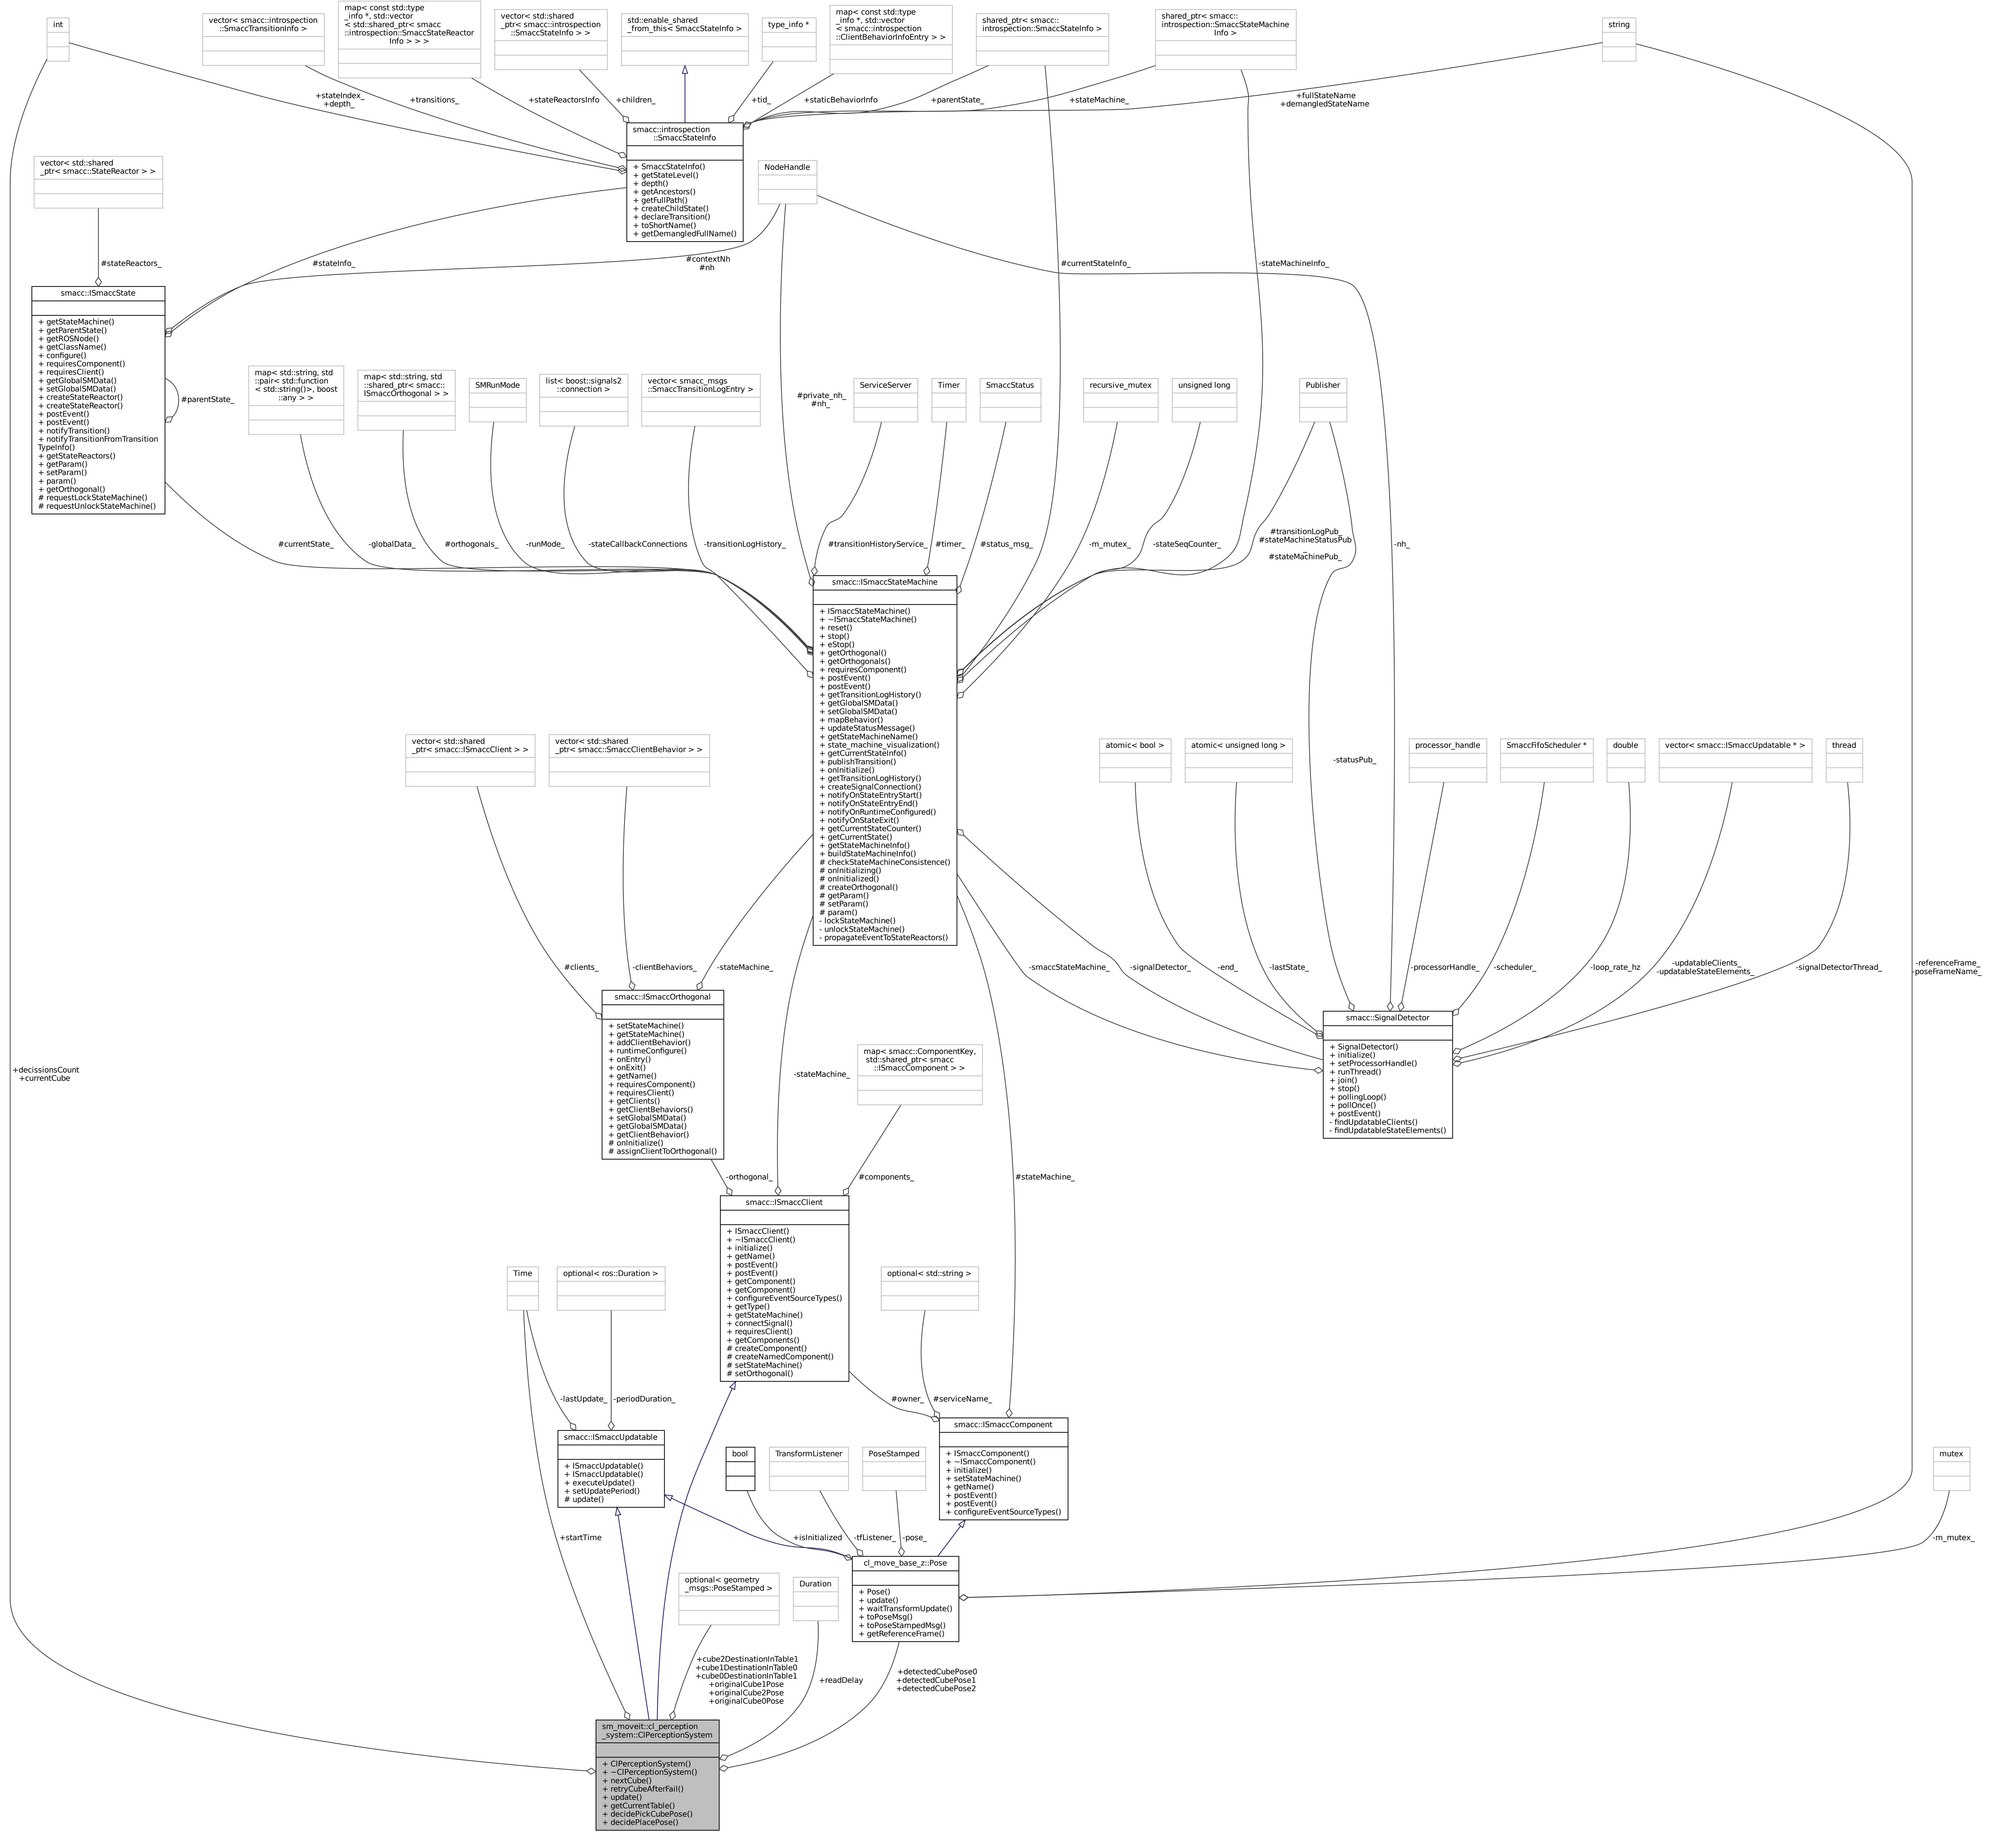 int
vector< smacc::introspection
::SmaccTransitionInfo >
map< const std::type
_info *, std::vector
< std::shared_ptr< smacc
::introspection::SmaccStateReactor
Info > > >
vector< std::shared
_ptr< smacc::introspection
::SmaccStateInfo > >
std::enable_shared
_from_this< SmaccStateInfo >
type_info *
map< const std::type
_info *, std::vector
< smacc::introspection
::ClientBehaviorInfoEntry > >
shared_ptr< smacc::
introspection::SmaccStateInfo >
shared_ptr< smacc::
introspection::SmaccStateMachine
Info >
string
+stateIndex_
+depth_
+transitions_
+stateReactorsInfo
+children_
+tid_
+staticBehaviorInfo
+parentState_
+stateMachine_
+fullStateName
+demangledStateName
smacc::introspection
::SmaccStateInfo
+ SmaccStateInfo()
+ getStateLevel()
+ depth()
+ getAncestors()
+ getFullPath()
+ createChildState()
+ declareTransition()
+ toShortName()
+ getDemangledFullName()
vector< std::shared
_ptr< smacc::StateReactor > >
NodeHandle
#stateReactors_
#stateInfo_
#contextNh
#nh
#currentStateInfo_
-stateMachineInfo_
smacc::ISmaccState
+ getStateMachine()
+ getParentState()
+ getROSNode()
+ getClassName()
+ configure()
+ requiresComponent()
+ requiresClient()
+ getGlobalSMData()
+ setGlobalSMData()
+ createStateReactor()
+ createStateReactor()
+ postEvent()
+ postEvent()
+ notifyTransition()
+ notifyTransitionFromTransition
TypeInfo()
+ getStateReactors()
+ getParam()
+ setParam()
+ param()
+ getOrthogonal()
# requestLockStateMachine()
# requestUnlockStateMachine()
#parentState_
map< std::string, std
::pair< std::function
< std::string()>, boost
::any > >
map< std::string, std
::shared_ptr< smacc::
ISmaccOrthogonal > >
SMRunMode
list< boost::signals2
::connection >
vector< smacc_msgs
::SmaccTransitionLogEntry >
#private_nh_
#nh_
ServiceServer
Timer
SmaccStatus
recursive_mutex
unsigned long
Publisher
#currentState_
-globalData_
#orthogonals_
-runMode_
-stateCallbackConnections
-transitionLogHistory_
#transitionHistoryService_
#timer_
#status_msg_
-m_mutex_
-stateSeqCounter_
#transitionLogPub_
#stateMachineStatusPub
_
#stateMachinePub_
-nh_
smacc::ISmaccStateMachine
+ ISmaccStateMachine()
+ ~ISmaccStateMachine()
+ reset()
+ stop()
+ eStop()
+ getOrthogonal()
+ getOrthogonals()
+ requiresComponent()
+ postEvent()
+ postEvent()
+ getTransitionLogHistory()
+ getGlobalSMData()
+ setGlobalSMData()
+ mapBehavior()
+ updateStatusMessage()
+ getStateMachineName()
+ state_machine_visualization()
+ getCurrentStateInfo()
+ publishTransition()
+ onInitialize()
+ getTransitionLogHistory()
+ createSignalConnection()
+ notifyOnStateEntryStart()
+ notifyOnStateEntryEnd()
+ notifyOnRuntimeConfigured()
+ notifyOnStateExit()
+ getCurrentStateCounter()
+ getCurrentState()
+ getStateMachineInfo()
+ buildStateMachineInfo()
# checkStateMachineConsistence()
# onInitializing()
# onInitialized()
# createOrthogonal()
# getParam()
# setParam()
# param()
- lockStateMachine()
- unlockStateMachine()
- propagateEventToStateReactors()
vector< std::shared
_ptr< smacc::ISmaccClient > >
vector< std::shared
_ptr< smacc::SmaccClientBehavior > >
atomic< bool >
atomic< unsigned long >
-statusPub_
processor_handle
SmaccFifoScheduler *
double
vector< smacc::ISmaccUpdatable * >
thread
#clients_
-clientBehaviors_
-stateMachine_
-smaccStateMachine_
-signalDetector_
-end_
-lastState_
-processorHandle_
-scheduler_
-loop_rate_hz
-updatableClients_
-updatableStateElements_
-signalDetectorThread_
-referenceFrame_
-poseFrameName_
smacc::ISmaccOrthogonal
+ setStateMachine()
+ getStateMachine()
+ addClientBehavior()
+ runtimeConfigure()
+ onEntry()
+ onExit()
+ getName()
+ requiresComponent()
+ requiresClient()
+ getClients()
+ getClientBehaviors()
+ setGlobalSMData()
+ getGlobalSMData()
+ getClientBehavior()
# onInitialize()
# assignClientToOrthogonal()
smacc::SignalDetector
+ SignalDetector()
+ initialize()
+ setProcessorHandle()
+ runThread()
+ join()
+ stop()
+ pollingLoop()
+ pollOnce()
+ postEvent()
- findUpdatableClients()
- findUpdatableStateElements()
+decissionsCount
+currentCube
-stateMachine_
map< smacc::ComponentKey,
std::shared_ptr< smacc
::ISmaccComponent > >
-orthogonal_
#components_
#stateMachine_
smacc::ISmaccClient
+ ISmaccClient()
+ ~ISmaccClient()
+ initialize()
+ getName()
+ postEvent()
+ postEvent()
+ getComponent()
+ getComponent()
+ configureEventSourceTypes()
+ getType()
+ getStateMachine()
+ connectSignal()
+ requiresClient()
+ getComponents()
# createComponent()
# createNamedComponent()
# setStateMachine()
# setOrthogonal()
Time
optional< ros::Duration >
optional< std::string >
-lastUpdate_
-periodDuration_
#owner_
#serviceName_
smacc::ISmaccUpdatable
+ ISmaccUpdatable()
+ ISmaccUpdatable()
+ executeUpdate()
+ setUpdatePeriod()
# update()
smacc::ISmaccComponent
+ ISmaccComponent()
+ ~ISmaccComponent()
+ initialize()
+ setStateMachine()
+ getName()
+ postEvent()
+ postEvent()
+ configureEventSourceTypes()
bool
TransformListener
PoseStamped
mutex
+startTime
+isInitialized
-tfListener_
-pose_
-m_mutex_
cl_move_base_z::Pose
+ Pose()
+ update()
+ waitTransformUpdate()
+ toPoseMsg()
+ toPoseStampedMsg()
+ getReferenceFrame()
optional< geometry
_msgs::PoseStamped >
Duration
+cube2DestinationInTable1
+cube1DestinationInTable0
+cube0DestinationInTable1
+originalCube1Pose
+originalCube2Pose
+originalCube0Pose
+readDelay
+detectedCubePose0
+detectedCubePose1
+detectedCubePose2
sm_moveit::cl_perception
_system::ClPerceptionSystem
+ ClPerceptionSystem()
+ ~ClPerceptionSystem()
+ nextCube()
+ retryCubeAfterFail()
+ update()
+ getCurrentTable()
+ decidePickCubePose()
+ decidePlacePose()